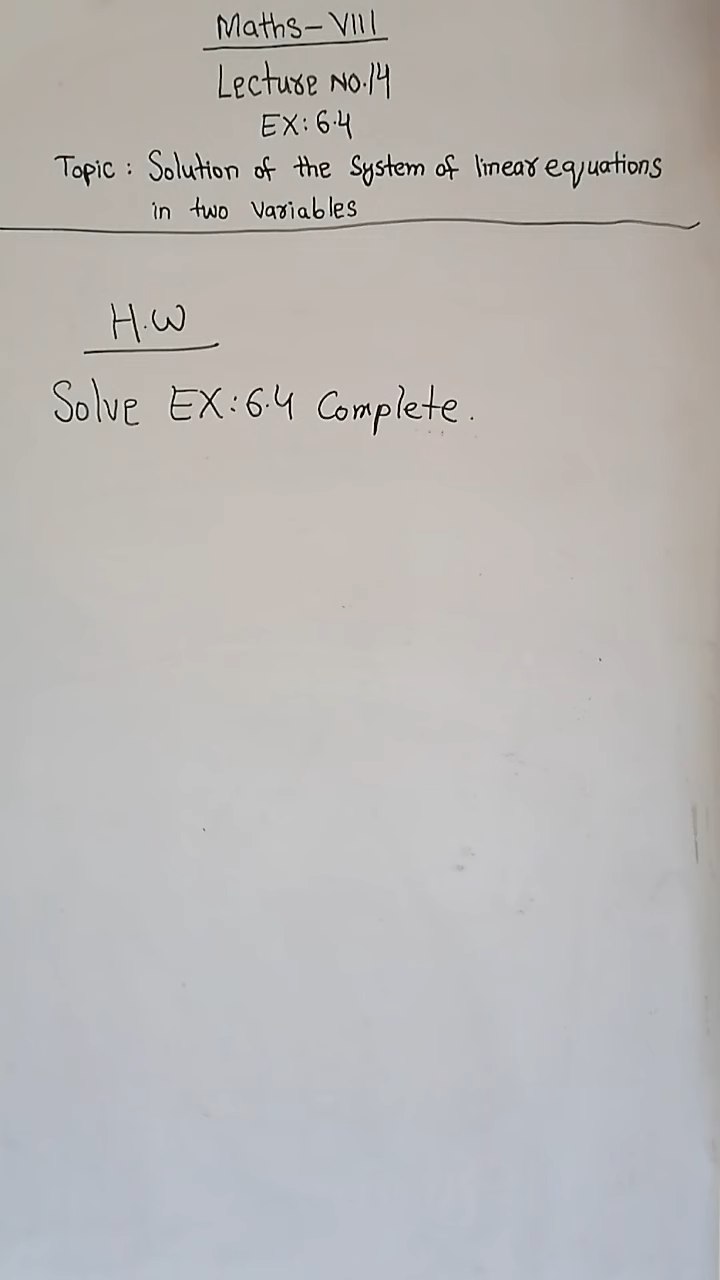 Maths-VIII
Lecture No.14
EX:6.4
Topic: Solution of the System of linear equations
in two variables
H.W
Solve EX:6.4 Complete.